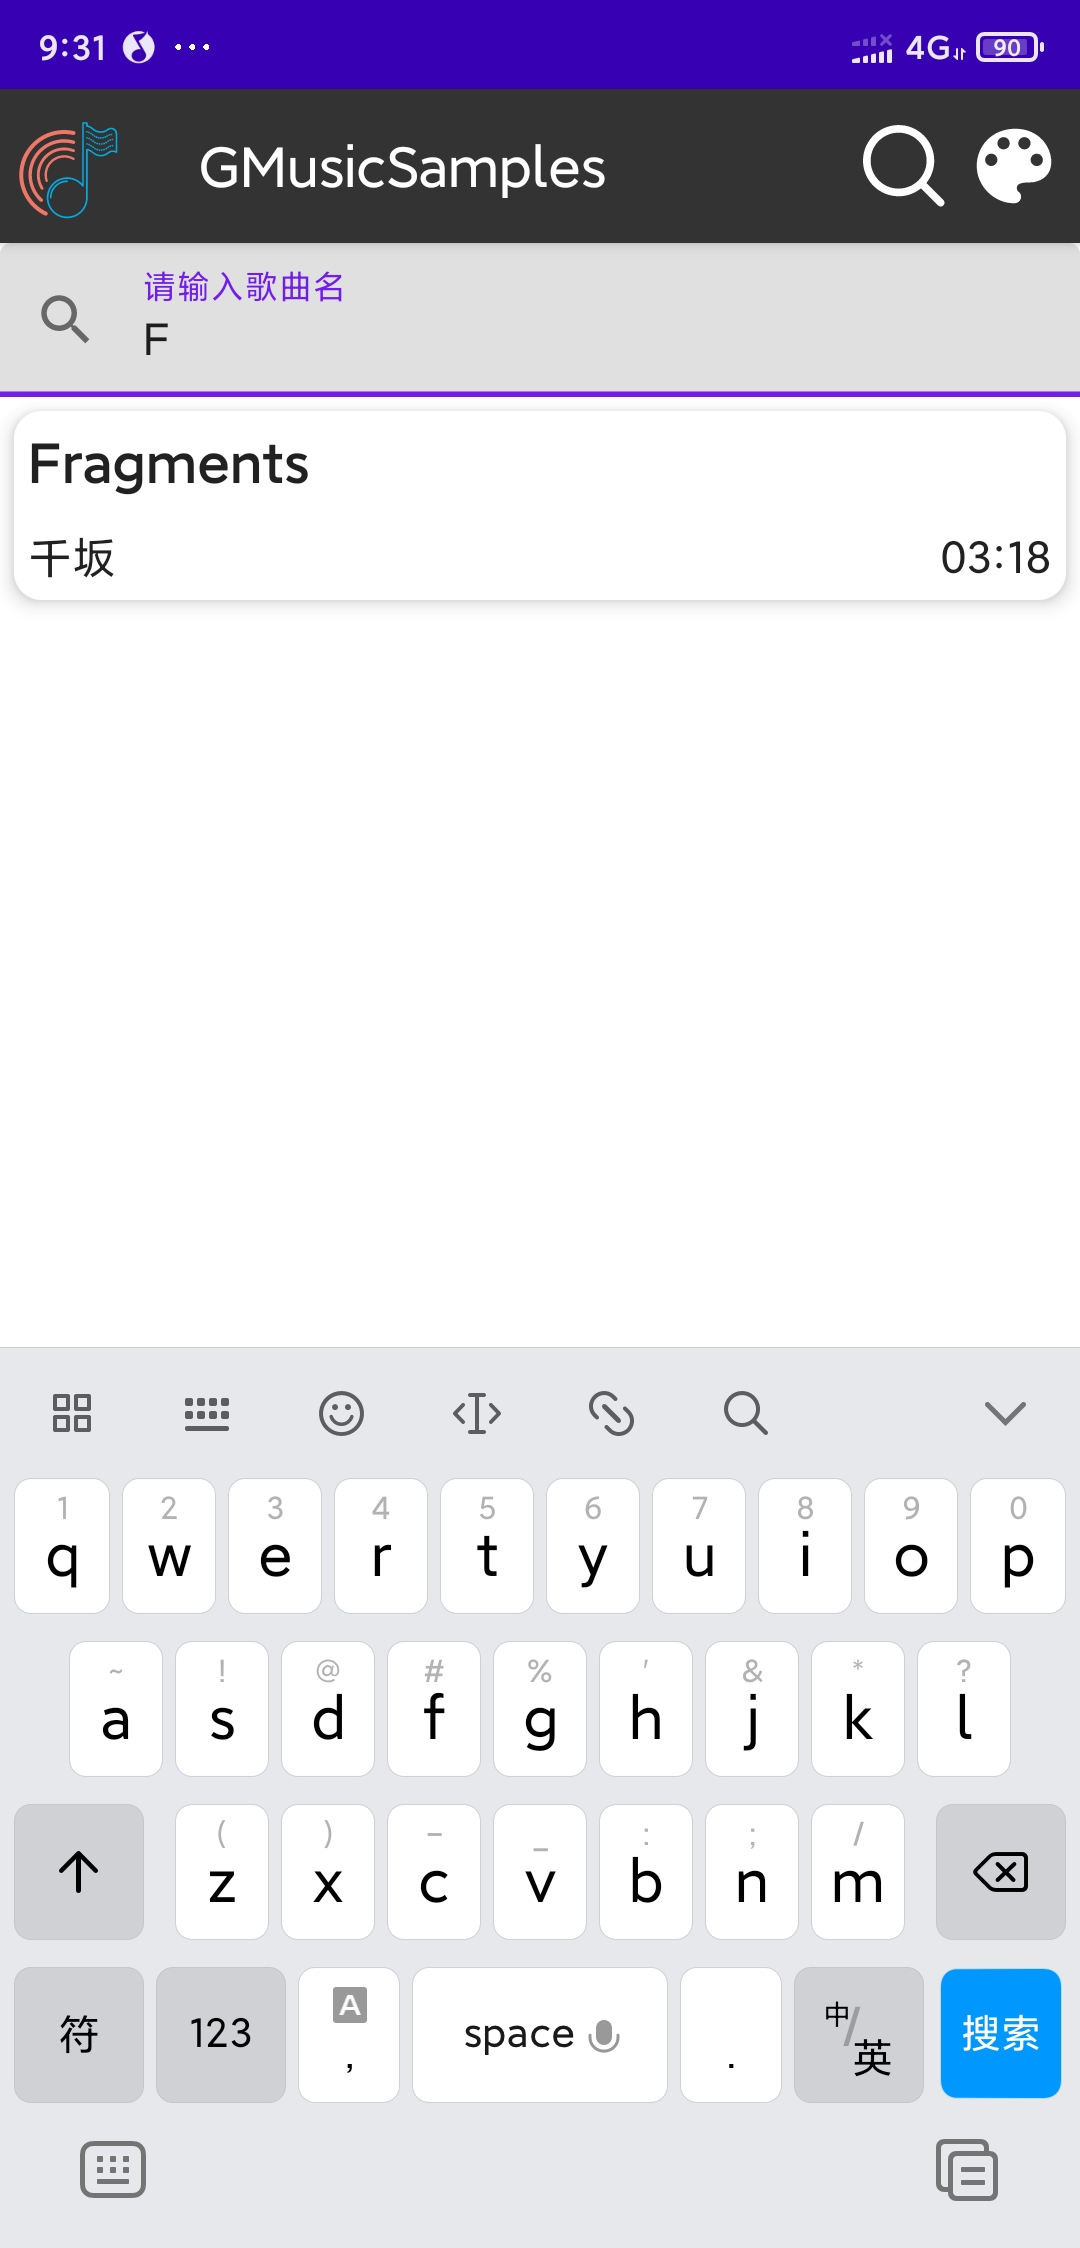 9:31 ··· 4G 90
GMusicSamples
请输入歌曲名
F
Fragments
千坂 03:18
1 2 3 4 5 6 7 8 9 0
q w e r t y u i o p
~ ! @ # % ' & * ?
a s d f g h j k l
( ) – _ : ; /
z x c v b n m
符 123 A , space . 中/英 搜索